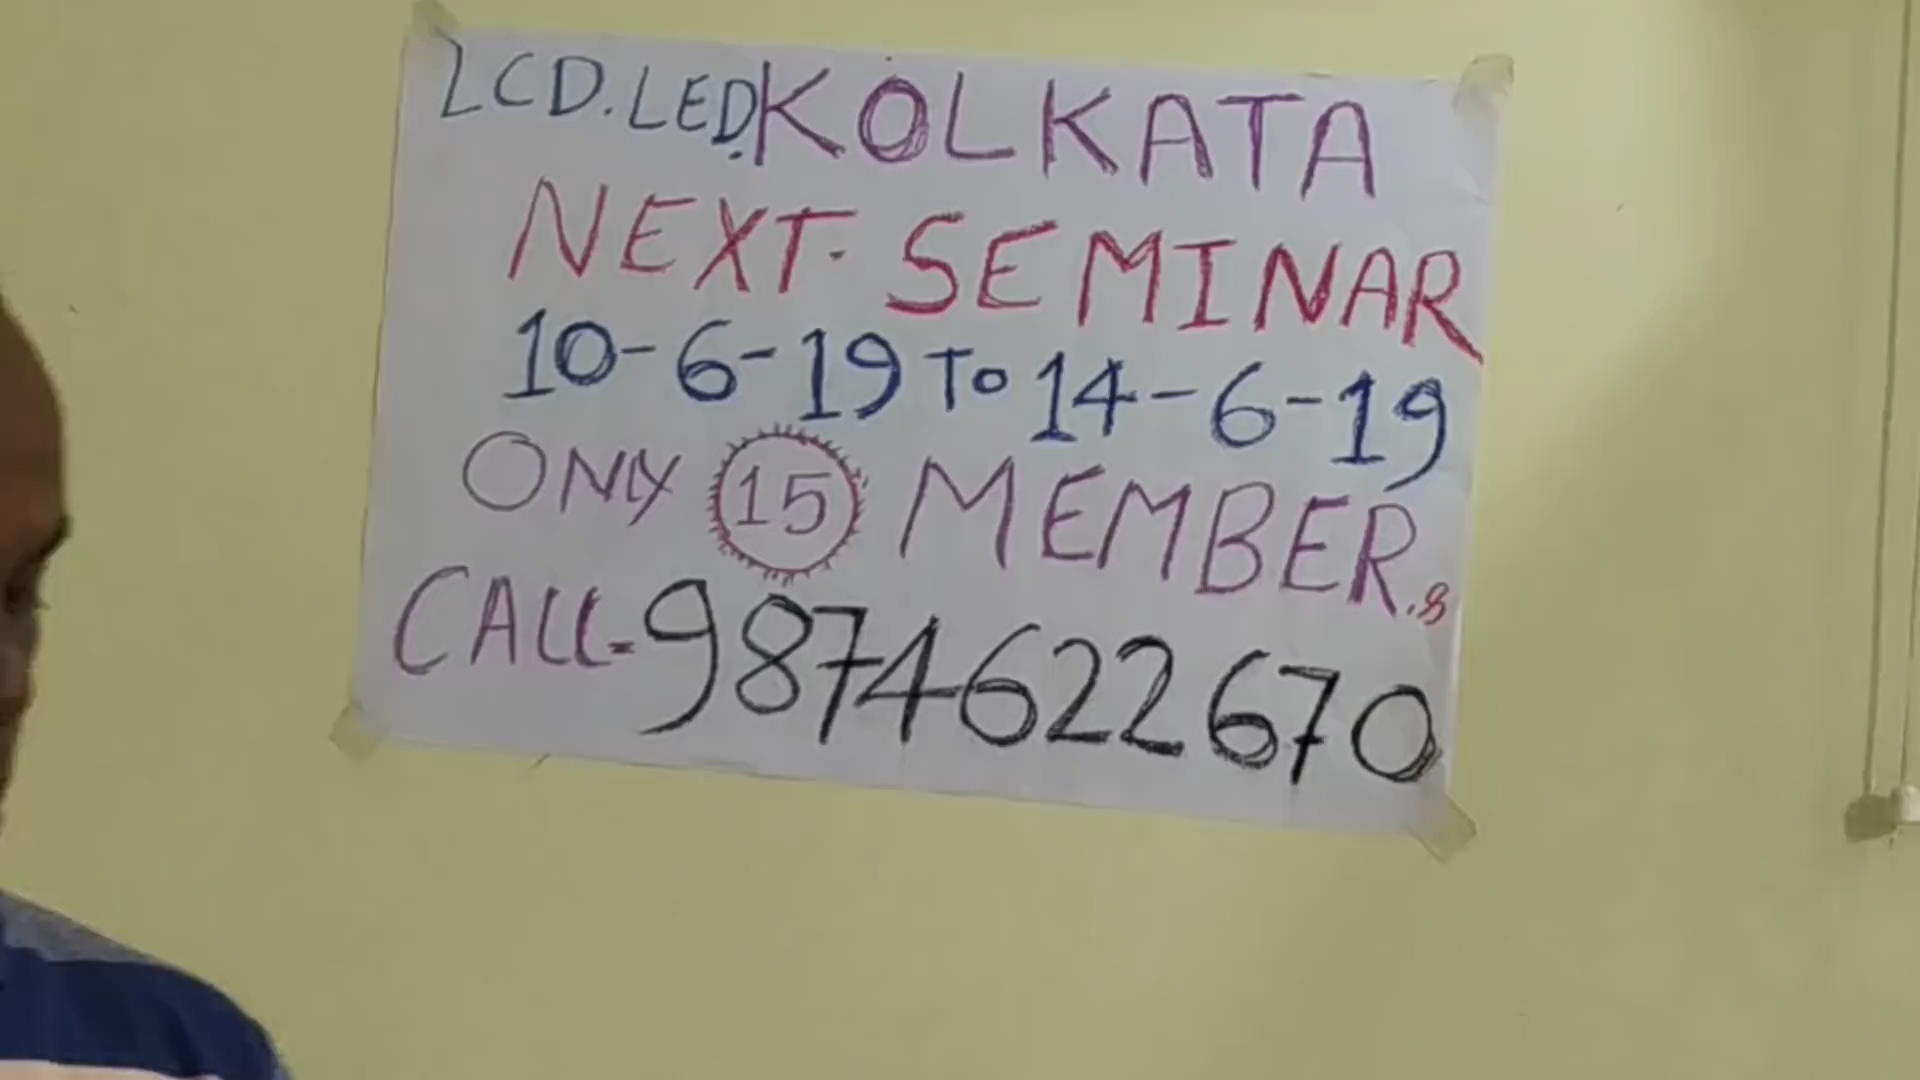 LCD.LED.KOLKATA
NEXT. SEMINAR
10-6-19 To 14-6-19
ONLY 15 MEMBER.s
CALL-9874622670